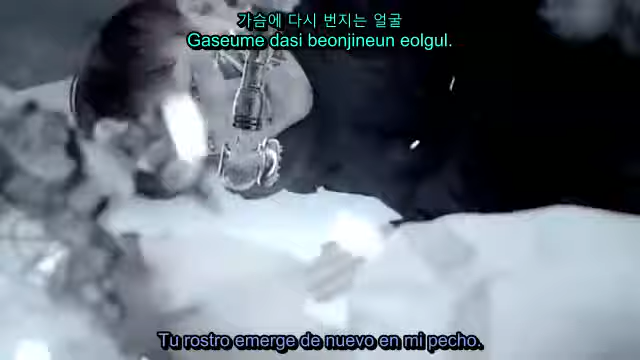 가슴에 다시 번지는 얼굴
Gaseume dasi beonjineun eolgul.
Tu rostro emerge de nuevo en mi pecho.